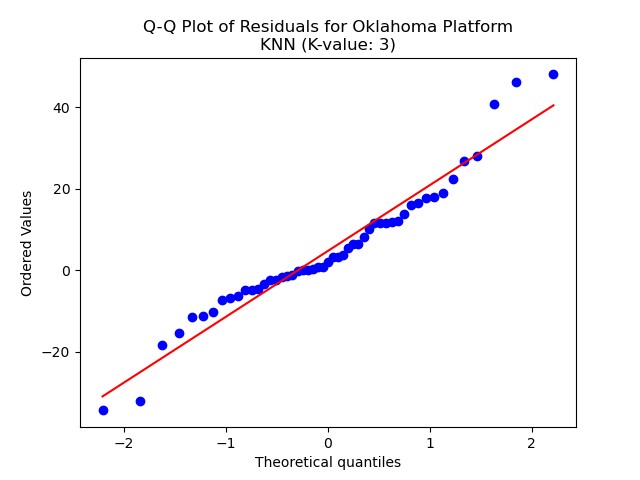 Q-Q Plot of Residuals for Oklahoma Platform
KNN (K-value: 3)
40
20
0
−20
Ordered Values
−2
−1
0
1
2
Theoretical quantiles